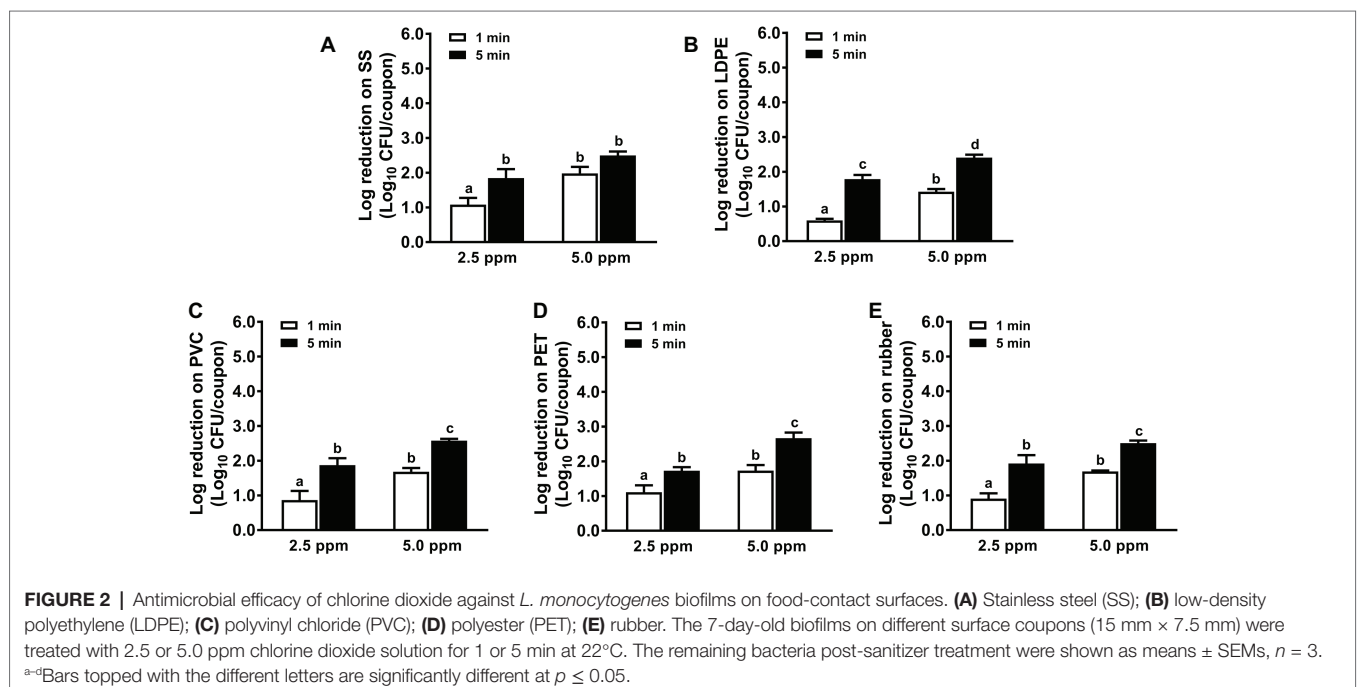 A
1 min
5 min
Log reduction on SS
(Log₁₀ CFU/coupon)
6.0
5.0
4.0
3.0
2.0
1.0
0.0
a
b
b
b
2.5 ppm
5.0 ppm
B
1 min
5 min
Log reduction on LDPE
(Log₁₀ CFU/coupon)
6.0
5.0
4.0
3.0
2.0
1.0
0.0
a
c
b
d
2.5 ppm
5.0 ppm
C
1 min
5 min
Log reduction on PVC
(Log₁₀ CFU/coupon)
6.0
5.0
4.0
3.0
2.0
1.0
0.0
a
b
b
c
2.5 ppm
5.0 ppm
D
1 min
5 min
Log reduction on PET
(Log₁₀ CFU/coupon)
6.0
5.0
4.0
3.0
2.0
1.0
0.0
a
b
b
c
2.5 ppm
5.0 ppm
E
1 min
5 min
Log reduction on rubber
(Log₁₀ CFU/coupon)
6.0
5.0
4.0
3.0
2.0
1.0
0.0
a
b
b
c
2.5 ppm
5.0 ppm
FIGURE 2 | Antimicrobial efficacy of chlorine dioxide against L. monocytogenes biofilms on food-contact surfaces. (A) Stainless steel (SS); (B) low-density
polyethylene (LDPE); (C) polyvinyl chloride (PVC); (D) polyester (PET); (E) rubber. The 7-day-old biofilms on different surface coupons (15 mm × 7.5 mm) were
treated with 2.5 or 5.0 ppm chlorine dioxide solution for 1 or 5 min at 22°C. The remaining bacteria post-sanitizer treatment were shown as means ± SEMs, n = 3.
ᵃ⁻ᵈBars topped with the different letters are significantly different at p ≤ 0.05.